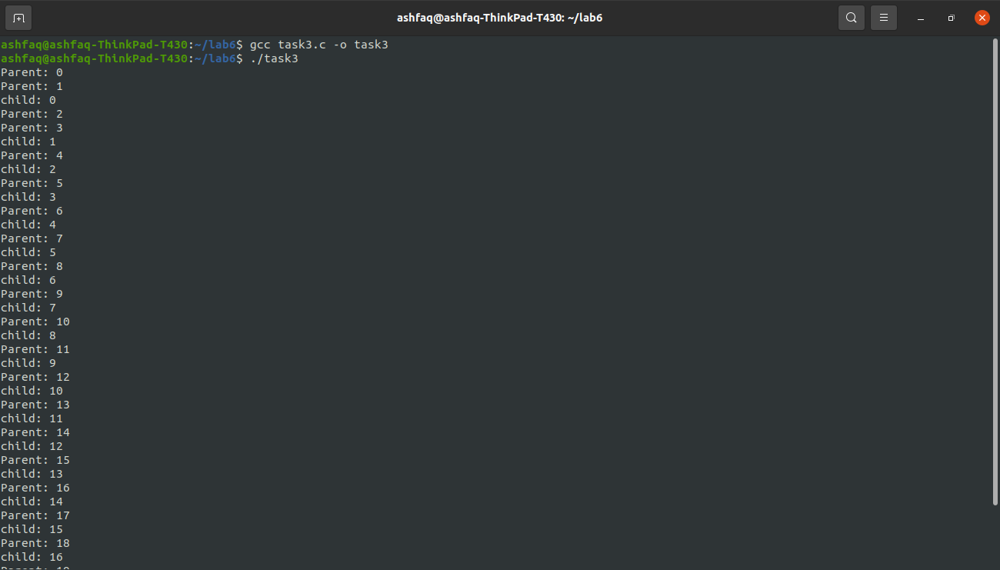 ashfaq@ashfaq-ThinkPad-T430: ~/lab6
ashfaq@ashfaq-ThinkPad-T430:~/lab6$ gcc task3.c -o task3
ashfaq@ashfaq-ThinkPad-T430:~/lab6$ ./task3
Parent: 0
Parent: 1
child: 0
Parent: 2
Parent: 3
child: 1
Parent: 4
child: 2
Parent: 5
child: 3
Parent: 6
child: 4
Parent: 7
child: 5
Parent: 8
child: 6
Parent: 9
child: 7
Parent: 10
child: 8
Parent: 11
child: 9
Parent: 12
child: 10
Parent: 13
child: 11
Parent: 14
child: 12
Parent: 15
child: 13
Parent: 16
child: 14
Parent: 17
child: 15
Parent: 18
child: 16